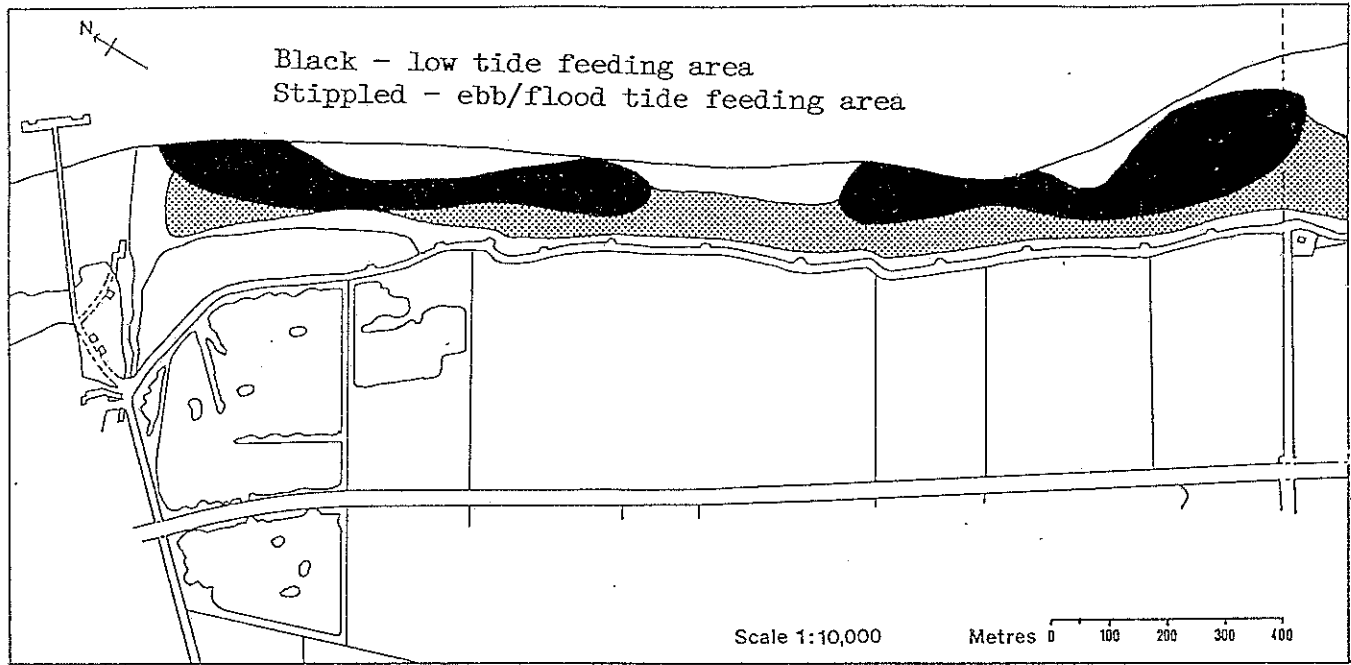 N
Black - low tide feeding area
Stippled - ebb/flood tide feeding area
Scale 1:10,000 Metres 0 100 200 300 400